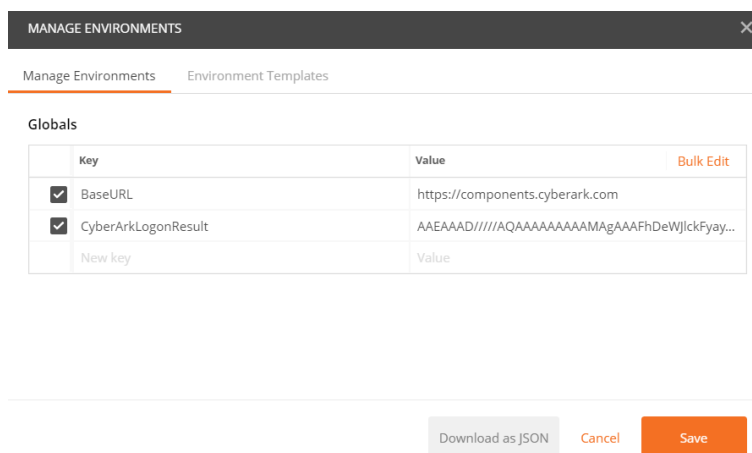 MANAGE ENVIRONMENTS
Manage Environments Environment Templates
Globals
Key Value Bulk Edit
BaseURL https://components.cyberark.com
CyberArkLogonResult AAEAAAD/////AQAAAAAAAAAMAgAAAFhDeWJlckFyay...
New key Value
Download as JSON Cancel Save